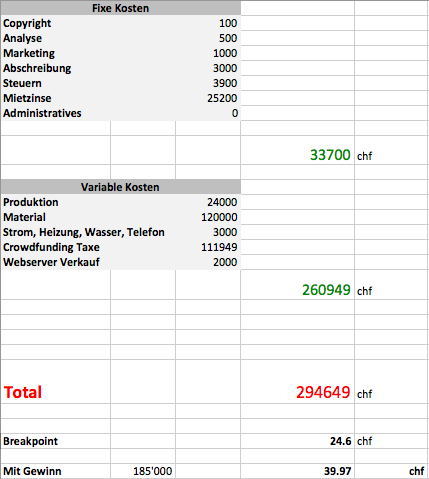 Fixe Kosten
Copyright 100
Analyse 500
Marketing 1000
Abschreibung 3000
Steuern 3900
Mietzinse 25200
Administratives 0
33700 chf
Variable Kosten
Produktion 24000
Material 120000
Strom, Heizung, Wasser, Telefon 3000
Crowdfunding Taxe 111949
Webserver Verkauf 2000
260949 chf
Total 294649 chf
Breakpoint 24.6 chf
Mit Gewinn 185'000 39.97 chf